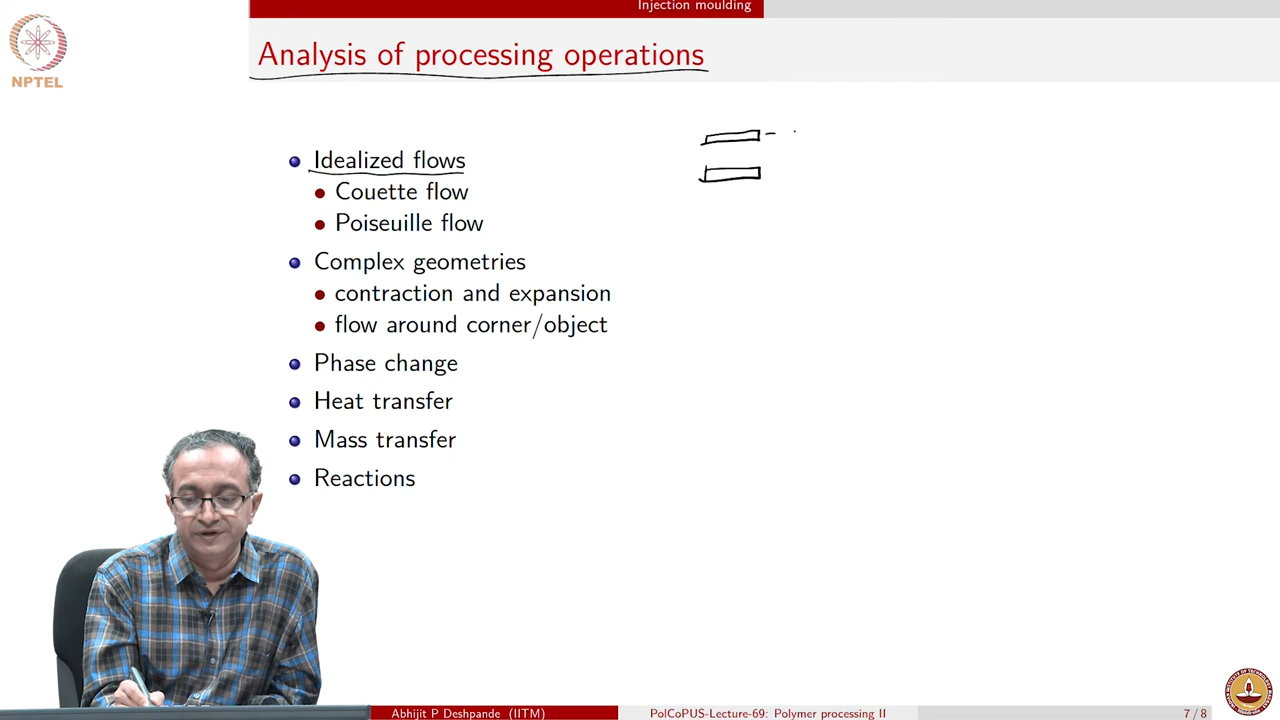 Injection moulding
Analysis of processing operations
NPTEL
Idealized flows
Couette flow
Poiseuille flow
Complex geometries
contraction and expansion
flow around corner/object
Phase change
Heat transfer
Mass transfer
Reactions
Abhijit P Deshpande (IITM)
PolCoPUS-Lecture-69: Polymer processing II
7 / 8